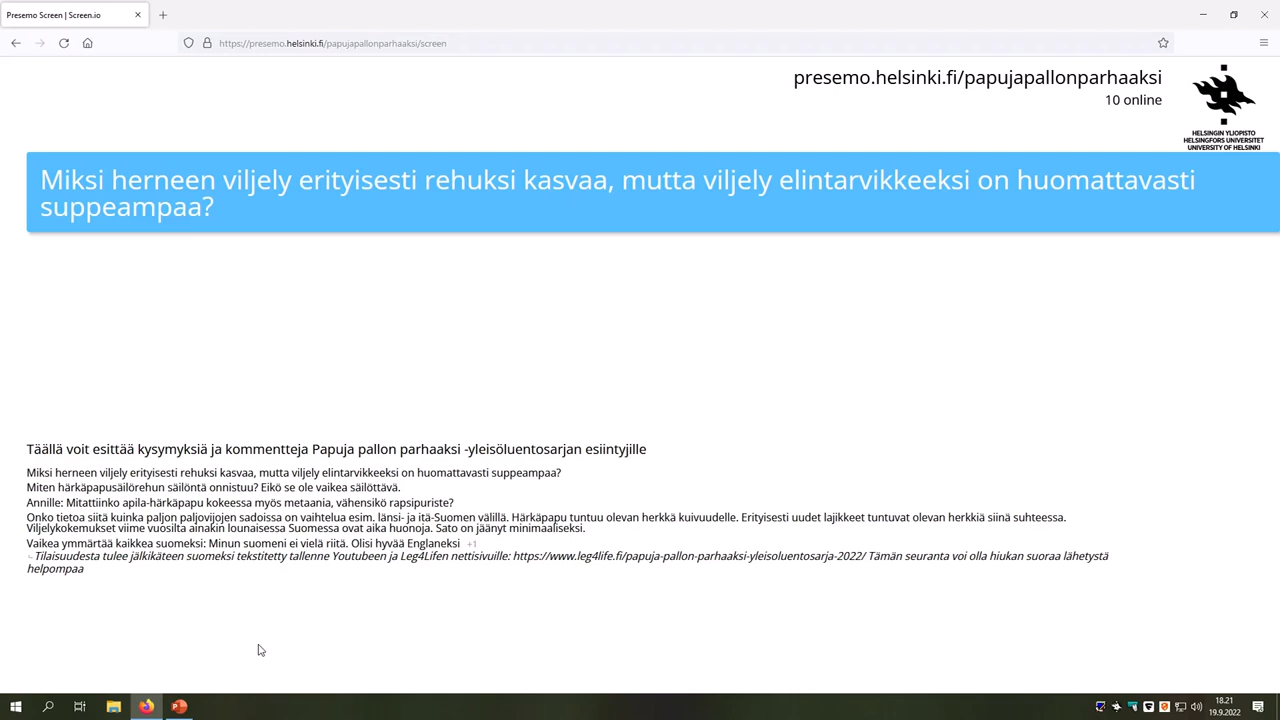 Presemo Screen | Screen.io
https://presemo.helsinki.fi/papujapallonparhaaksi/screen
presemo.helsinki.fi/papujapallonparhaaksi
10 online
HELSINGIN YLIOPISTO
HELSINGFORS UNIVERSITET
UNIVERSITY OF HELSINKI
Miksi herneen viljely erityisesti rehuksi kasvaa, mutta viljely elintarvikkeeksi on huomattavasti
suppeampaa?
Täällä voit esittää kysymyksiä ja kommentteja Papuja pallon parhaaksi -yleisöluentosarjan esiintyjille
Miksi herneen viljely erityisesti rehuksi kasvaa, mutta viljely elintarvikkeeksi on huomattavasti suppeampaa?
Miten härkäpapusäilörehun säilöntä onnistuu? Eikö se ole vaikea säilöttävä.
Annille: Mitattiinko apila-härkäpapu kokeessa myös metaania, vähensikö rapsipuriste?
Onko tietoa siitä kuinka paljon paljovijojen sadoissa on vaihtelua esim. länsi- ja itä-Suomen välillä. Härkäpapu tuntuu olevan herkkä kuivuudelle. Erityisesti uudet lajikkeet tuntuvat olevan herkkiä siinä suhteessa.
Viljelykokemukset viime vuosilta ainakin lounaisessa Suomessa ovat aika huonoja. Sato on jäänyt minimaaliseksi.
Vaikea ymmärtää kaikkea suomeksi: Minun suomeni ei vielä riitä. Olisi hyvää Englaneksi +1
Tilaisuudesta tulee jälkikäteen suomeksi tekstitetty tallenne Youtubeen ja Leg4Lifen nettisivuille: https://www.leg4life.fi/papuja-pallon-parhaaksi-yleisoluentosarja-2022/ Tämän seuranta voi olla hiukan suoraa lähetystä
helpompaa
18.21
19.9.2022